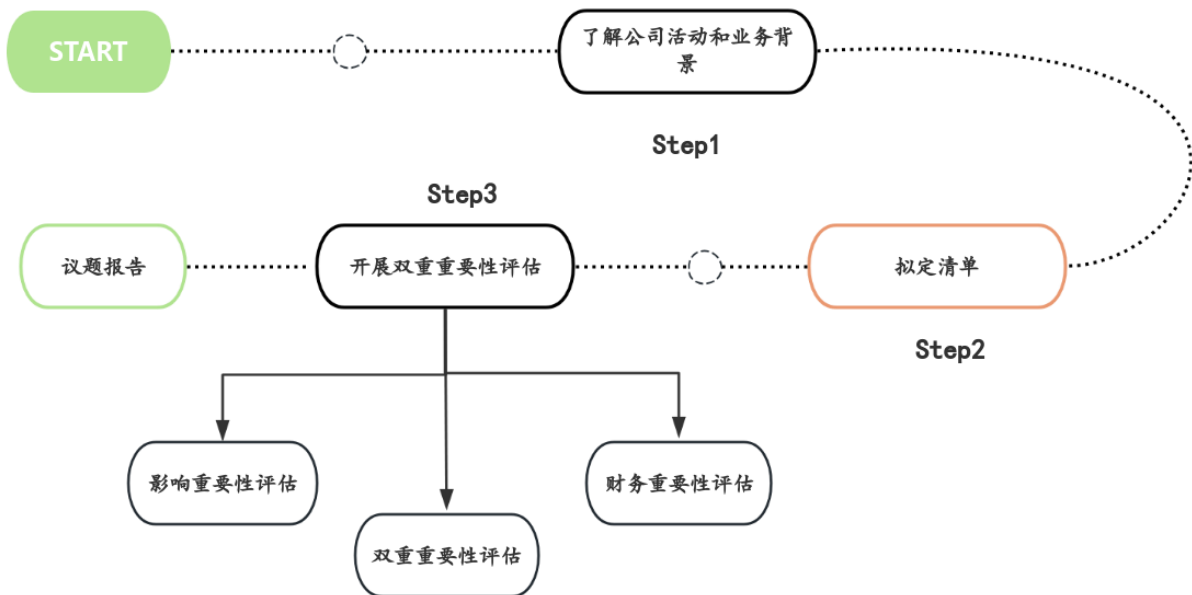 START
了解公司活动和业务背
景
Step1
Step3
议题报告
开展双重重要性评估
拟定清单
Step2
影响重要性评估
财务重要性评估
双重重要性评估